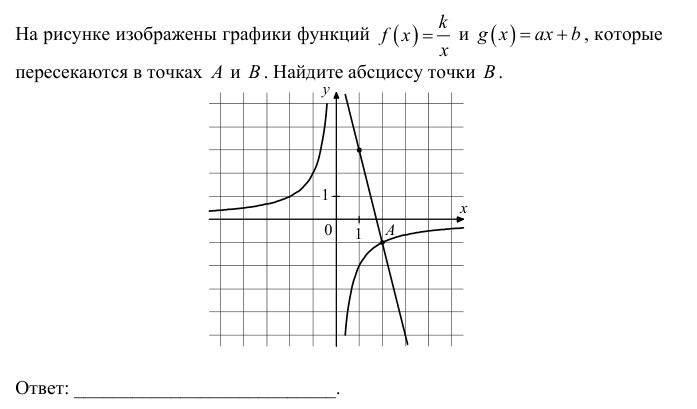 На рисунке изображены графики функций f(x) = k/x и g(x) = ax + b, которые
пересекаются в точках A и B. Найдите абсциссу точки B.
y
1
x
0
1
A
Ответ: ____________________________.